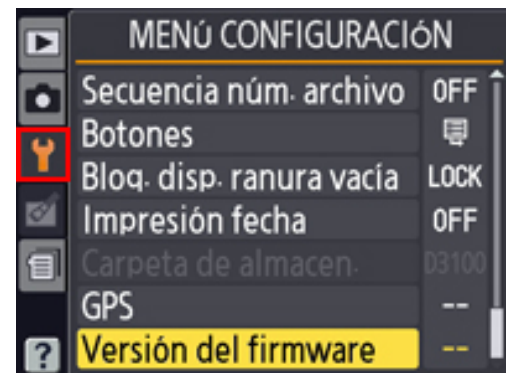 MENÚ CONFIGURACIÓN
Secuencia núm. archivo OFF
Botones
Bloq. disp. ranura vacía LOCK
Impresión fecha OFF
Carpeta de almacen. D3100
GPS --
Versión del firmware --
?